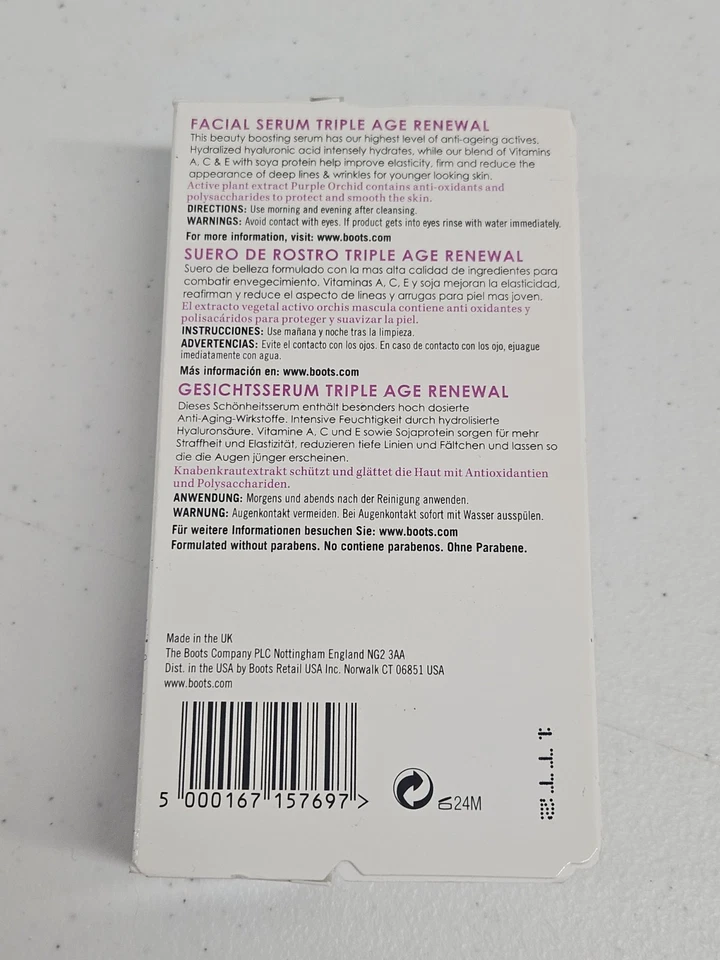 FACIAL SERUM TRIPLE AGE RENEWAL
This beauty boosting serum has our highest level of anti-ageing actives.
Hydralized hyaluronic acid intensely hydrates, while our blend of Vitamins
A, C & E with soya protein help improve elasticity, firm and reduce the
appearance of deep lines & wrinkles for younger looking skin.
Active plant extract Purple Orchid contains anti-oxidants and
polysaccharides to protect and smooth the skin.
DIRECTIONS: Use morning and evening after cleansing.
WARNINGS: Avoid contact with eyes. If product gets into eyes rinse with water immediately.
For more information, visit: www.boots.com
SUERO DE ROSTRO TRIPLE AGE RENEWAL
Suero de belleza formulado con la mas alta calidad de ingredientes para
combatir envegecimiento. Vitaminas A, C, E y soja mejoran la elasticidad,
reafirman y reduce el aspecto de lineas y arrugas para piel mas joven.
El extracto vegetal activo orchis mascula contiene anti oxidantes y
polisacáridos para proteger y suavizar la piel.
INSTRUCCIONES: Use mañana y noche tras la limpieza.
ADVERTENCIAS: Evite el contacto con los ojos. En caso de contacto con los ojo, ejuague
imediatamente con agua.
Más información en: www.boots.com
GESICHTSSERUM TRIPLE AGE RENEWAL
Dieses Schönheitsserum enthält besonders hoch dosierte
Anti-Aging-Wirkstoffe. Intensive Feuchtigkeit durch hydrolisierte
Hyaluronsäure. Vitamine A, C und E sowie Sojaprotein sorgen für mehr
Straffheit und Elastizität, reduzieren tiefe Linien und Fältchen und lassen so
die die Augen jünger erscheinen.
Knabenkrautextrakt schützt und glättet die Haut mit Antioxidantien
und Polysacchariden.
ANWENDUNG: Morgens und abends nach der Reinigung anwenden.
WARNUNG: Augenkontakt vermeiden. Bei Augenkontakt sofort mit Wasser ausspülen.
Für weitere Informationen besuchen Sie: www.boots.com
Formulated without parabens. No contiene parabenos. Ohne Parabene.
Made in the UK
The Boots Company PLC Nottingham England NG2 3AA
Dist. in the USA by Boots Retail USA Inc. Norwalk CT 06851 USA
www.boots.com
5 000167 157697 >
24M